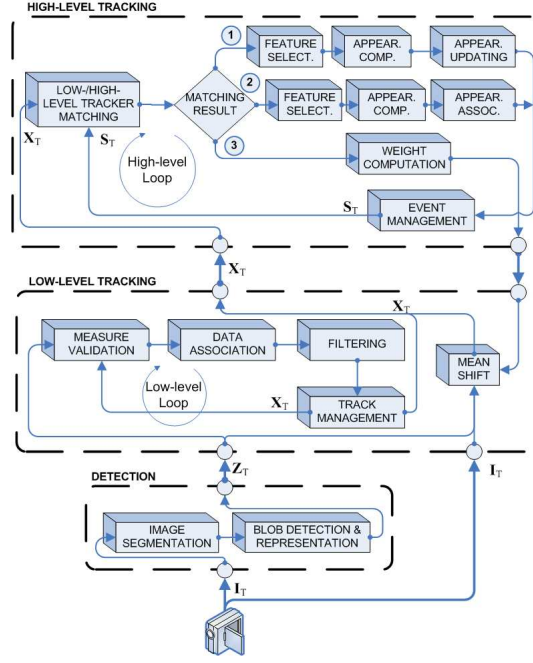 HIGH-LEVEL TRACKING
1
FEATURE
SELECT.
APPEAR.
COMP.
APPEAR.
UPDATING
LOW-/HIGH-
LEVEL TRACKER
MATCHING
MATCHING
RESULT
2
FEATURE
SELECT.
APPEAR.
COMP.
APPEAR.
ASSOC.
X_T
S_T
3
High-level
Loop
WEIGHT
COMPUTATION
S_T
EVENT
MANAGEMENT
X_T
LOW-LEVEL TRACKING
X_T
MEASURE
VALIDATION
DATA
ASSOCIATION
FILTERING
MEAN
SHIFT
Low-level
Loop
X_T
TRACK
MANAGEMENT
Z_T
I_T
DETECTION
IMAGE
SEGMENTATION
BLOB DETECTION &
REPRESENTATION
I_T